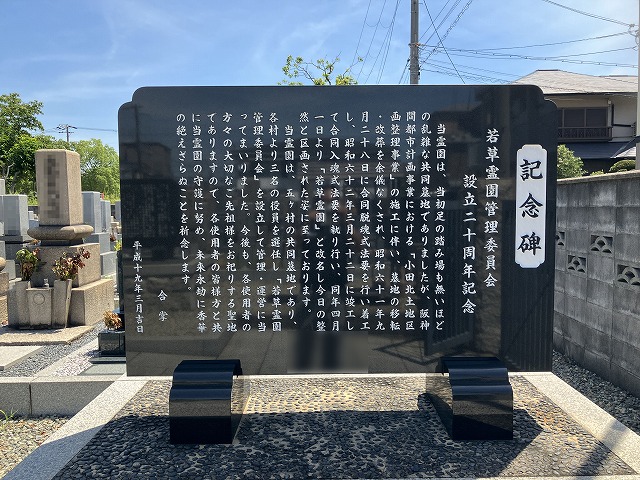 記念碑
若草霊園管理委員会
設立二十周年記念
当霊園は、当初足の踏み場も無いほど
の乱雑な共同墓地でありましたが、阪神
間都市計画事業における「小田北土地区
画整理事業」の施工に伴い、墓地の移転
・改葬を余儀なくされ、昭和六十一年九
月二十八日に合同脱魂式法要を行い着工
し、昭和六十三年三月二十二日に竣工し
て合同入魂式法要を執り行い、同年四月
一日より「若草霊園」と改名し今日の整
然と区画された姿に至っております。
当霊園は、五ヶ村の共同墓地であり、
各村より三名の役員を選任し、「若草霊園
管理委員会」を設立して管理・運営に当
ってまいりました。今後も、各使用者の
方々の大切なご先祖様をお祀りする聖地
でありますので、各使用者の皆様方と共
に当霊園の守護に努め、未来永劫に香華
の絶えざらぬことを祈念します。
合掌
平成十九年三月吉日